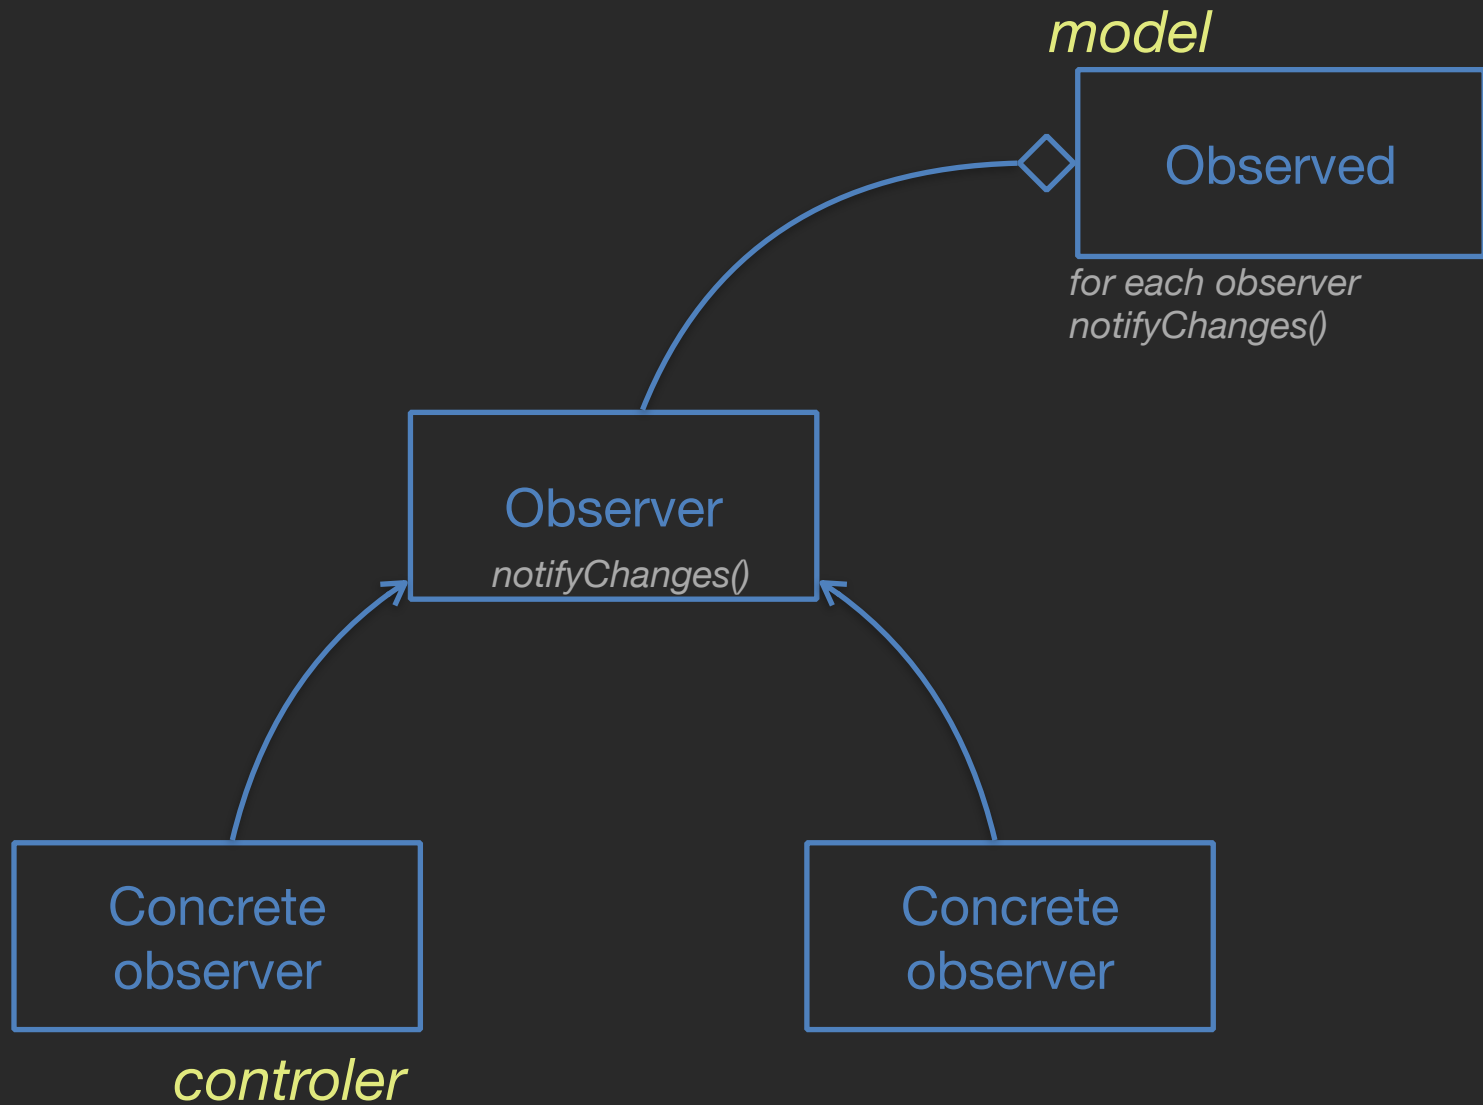 model
Observed
for each observer
notifyChanges()
Observer
notifyChanges()
Concrete
observer
Concrete
observer
controler